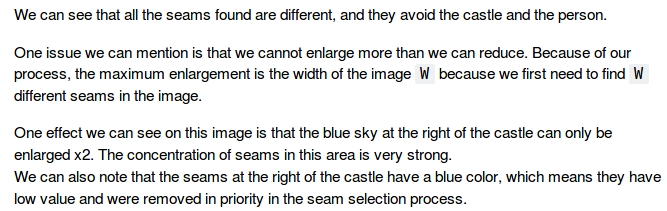 We can see that all the seams found are different, and they avoid the castle and the person.
One issue we can mention is that we cannot enlarge more than we can reduce. Because of our
process, the maximum enlargement is the width of the image W because we first need to find W
different seams in the image.
One effect we can see on this image is that the blue sky at the right of the castle can only be
enlarged x2. The concentration of seams in this area is very strong.
We can also note that the seams at the right of the castle have a blue color, which means they have
low value and were removed in priority in the seam selection process.